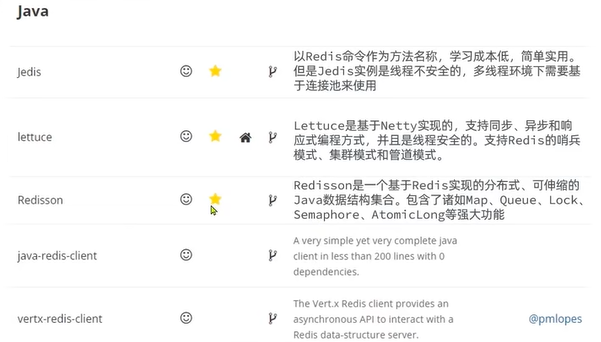 Java
Jedis
以Redis命令作为方法名称，学习成本低，简单实用。
但是Jedis实例是线程不安全的，多线程环境下需要基
于连接池来使用
lettuce
Lettuce是基于Netty实现的，支持同步、异步和响
应式编程方式，并且是线程安全的。支持Redis的哨兵
模式、集群模式和管道模式。
Redisson
Redisson是一个基于Redis实现的分布式、可伸缩的
Java数据结构集合。包含了诸如Map、Queue、Lock、
Semaphore、AtomicLong等强大功能
java-redis-client
A very simple yet very complete java
client in less than 200 lines with 0
dependencies.
vertx-redis-client
The Vert.x Redis client provides an
asynchronous API to interact with a
Redis data-structure server.
@pmlopes